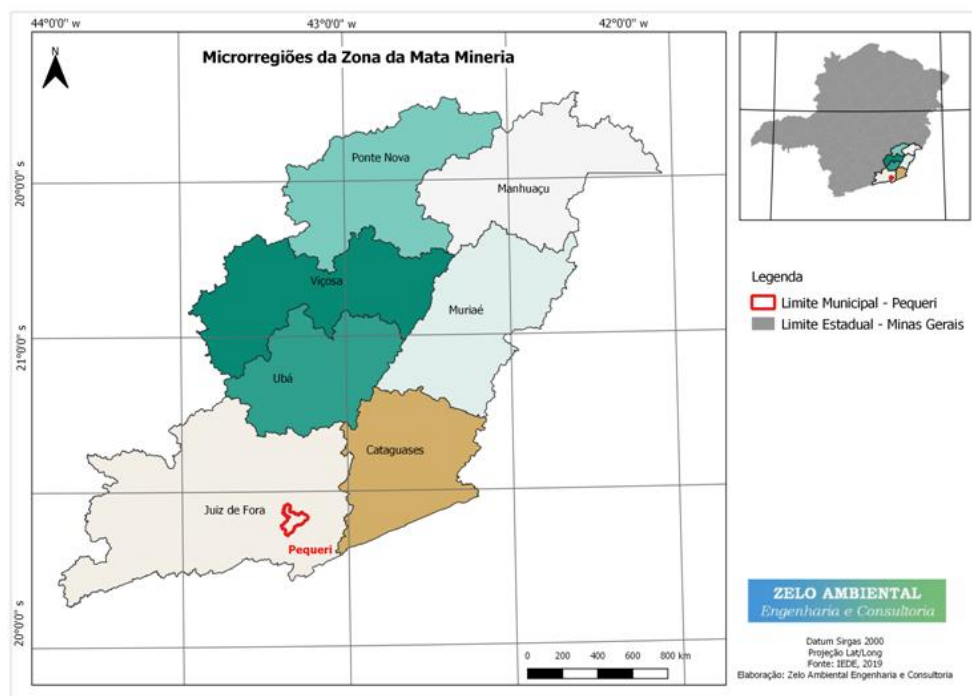 44°0'0'' w
43°0'0'' w
42°0'0'' w
N
Microrregiões da Zona da Mata Mineria
Ponte Nova
20°0'0'' s
Manhuaçu
Viçosa
Muriaé
21°0'0'' s
Ubá
Cataguases
Juiz de Fora
Pequeri
20°0'0'' s
0 200 400 600 800 km
Legenda
Limite Municipal - Pequeri
Limite Estadual - Minas Gerais
ZELO AMBIENTAL
Engenharia e Consultoria
Datum Sirgas 2000
Projeção Lat/Long
Fonte: IEDE, 2019
Elaboração: Zelo Ambiental Engenharia e Consultoria